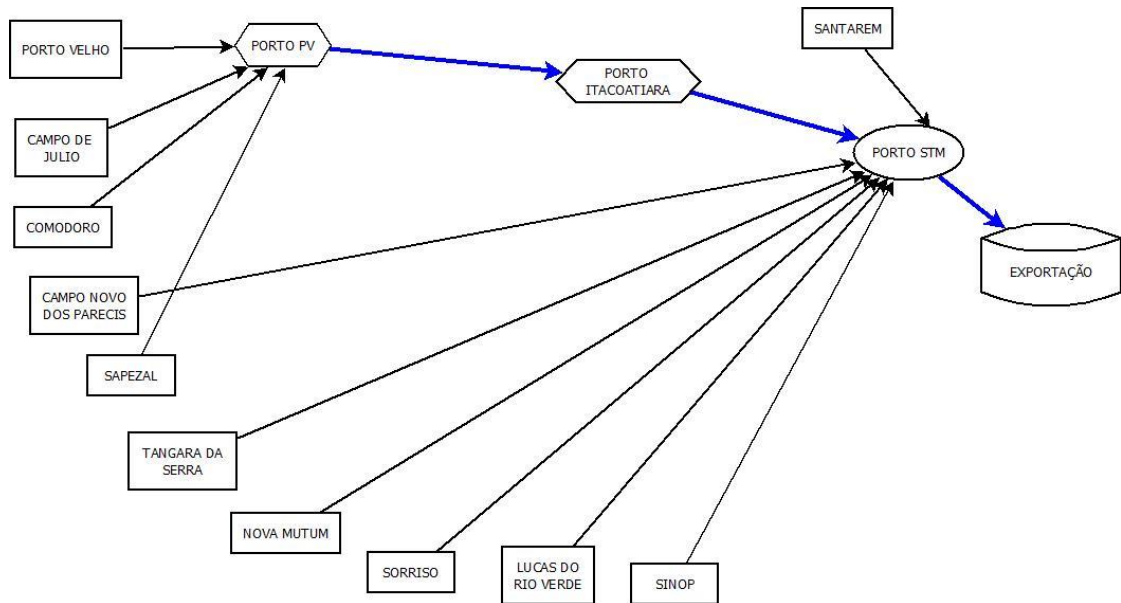 SANTAREM
PORTO VELHO
PORTO PV
PORTO
ITACOATIARA
CAMPO DE
JULIO
PORTO STM
COMODORO
EXPORTAÇÃO
CAMPO NOVO
DOS PARECIS
SAPEZAL
TANGARA DA
SERRA
NOVA MUTUM
SORRISO
LUCAS DO
RIO VERDE
SINOP